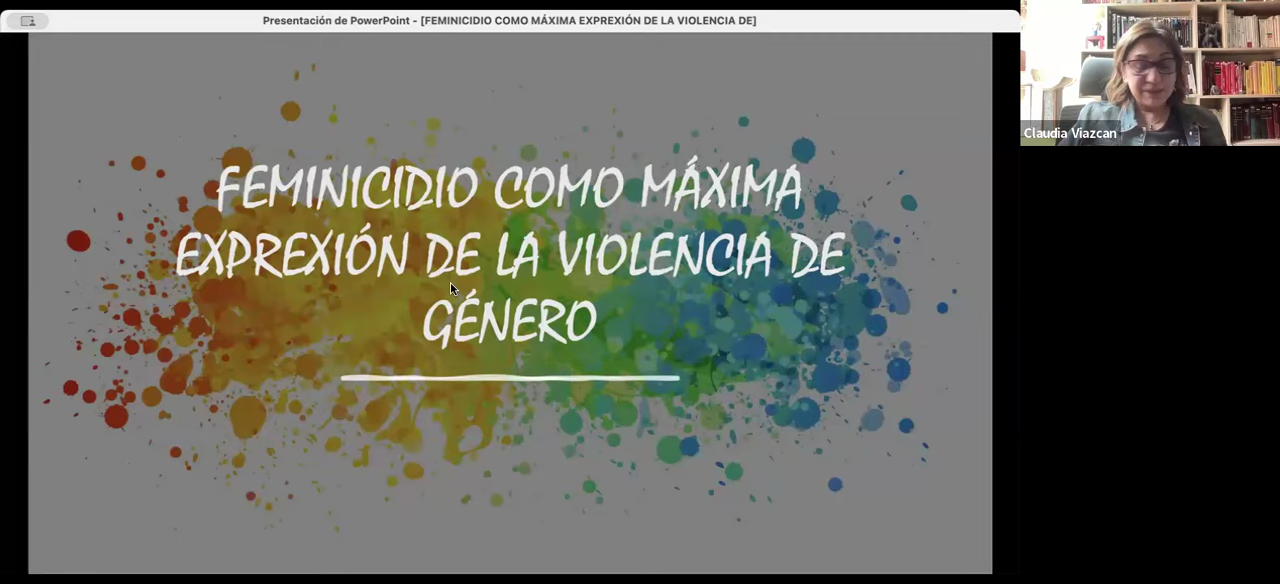 Presentación de PowerPoint - [FEMINICIDIO COMO MÁXIMA EXPREXIÓN DE LA VIOLENCIA DE]
FEMINICIDIO COMO MÁXIMA
EXPREXIÓN DE LA VIOLENCIA DE
GÉNERO
Claudia Viazcan